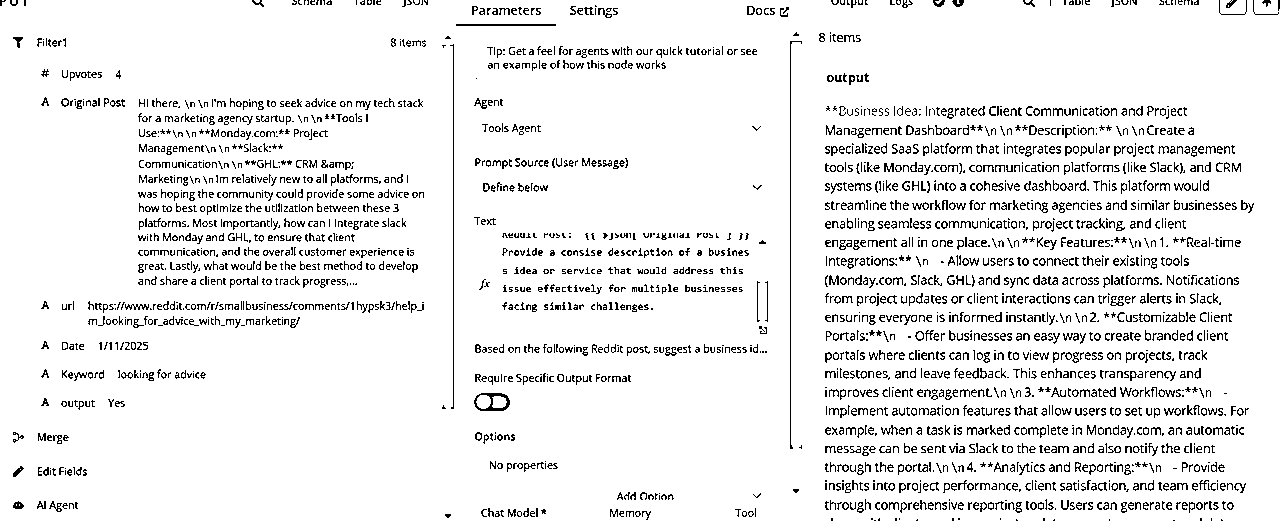 Schema Table JSON
Filter1 8 items
# Upvotes 4
A Original Post Hi there, \n\nI'm hoping to seek advice on my tech stack
for a marketing agency startup. \n\n**Tools I
Use:**\n\n**Monday.com:** Project
Management\n\n**Slack:**
Communication\n\n**GHL:** CRM &amp;
Marketing\n\nIm relatively new to all platforms, and I
was hoping the community could provide some advice on
how to best optimize the utilization between these 3
platforms. Most importantly, how can I integrate slack
with Monday and GHL, to ensure that client
communication, and the overall customer experience is
great. Lastly, what would be the best method to develop
and share a client portal to track progress,...
A url https://www.reddit.com/r/smallbusiness/comments/1hypsk3/help_i
m_looking_for_advice_with_my_marketing/
A Date 1/11/2025
A Keyword looking for advice
A output Yes
Merge
Edit Fields
AI Agent
Parameters Settings Docs
Tip: Get a feel for agents with our quick tutorial or see
an example of how this node works
Agent
Tools Agent
Prompt Source (User Message)
Define below
Text
Reddit Post: {{ $json['Original Post'] }}
Provide a consise description of a busines
s idea or service that would address this
issue effectively for multiple businesses
facing similar challenges.
fx
Based on the following Reddit post, suggest a business id...
Require Specific Output Format
Options
No properties
Add Option
Chat Model * Memory Tool
Output Logs Table JSON Schema
8 items
output
**Business Idea: Integrated Client Communication and Project
Management Dashboard**\n\n**Description:** \n\nCreate a
specialized SaaS platform that integrates popular project management
tools (like Monday.com), communication platforms (like Slack), and CRM
systems (like GHL) into a cohesive dashboard. This platform would
streamline the workflow for marketing agencies and similar businesses by
enabling seamless communication, project tracking, and client
engagement all in one place.\n\n**Key Features:**\n\n1. **Real-time
Integrations:** \n - Allow users to connect their existing tools
(Monday.com, Slack, GHL) and sync data across platforms. Notifications
from project updates or client interactions can trigger alerts in Slack,
ensuring everyone is informed instantly.\n\n2. **Customizable Client
Portals:**\n - Offer businesses an easy way to create branded client
portals where clients can log in to view progress on projects, track
milestones, and leave feedback. This enhances transparency and
improves client engagement.\n\n3. **Automated Workflows:**\n -
Implement automation features that allow users to set up workflows. For
example, when a task is marked complete in Monday.com, an automatic
message can be sent via Slack to the team and also notify the client
through the portal.\n\n4. **Analytics and Reporting:**\n - Provide
insights into project performance, client satisfaction, and team efficiency
through comprehensive reporting tools. Users can generate reports to